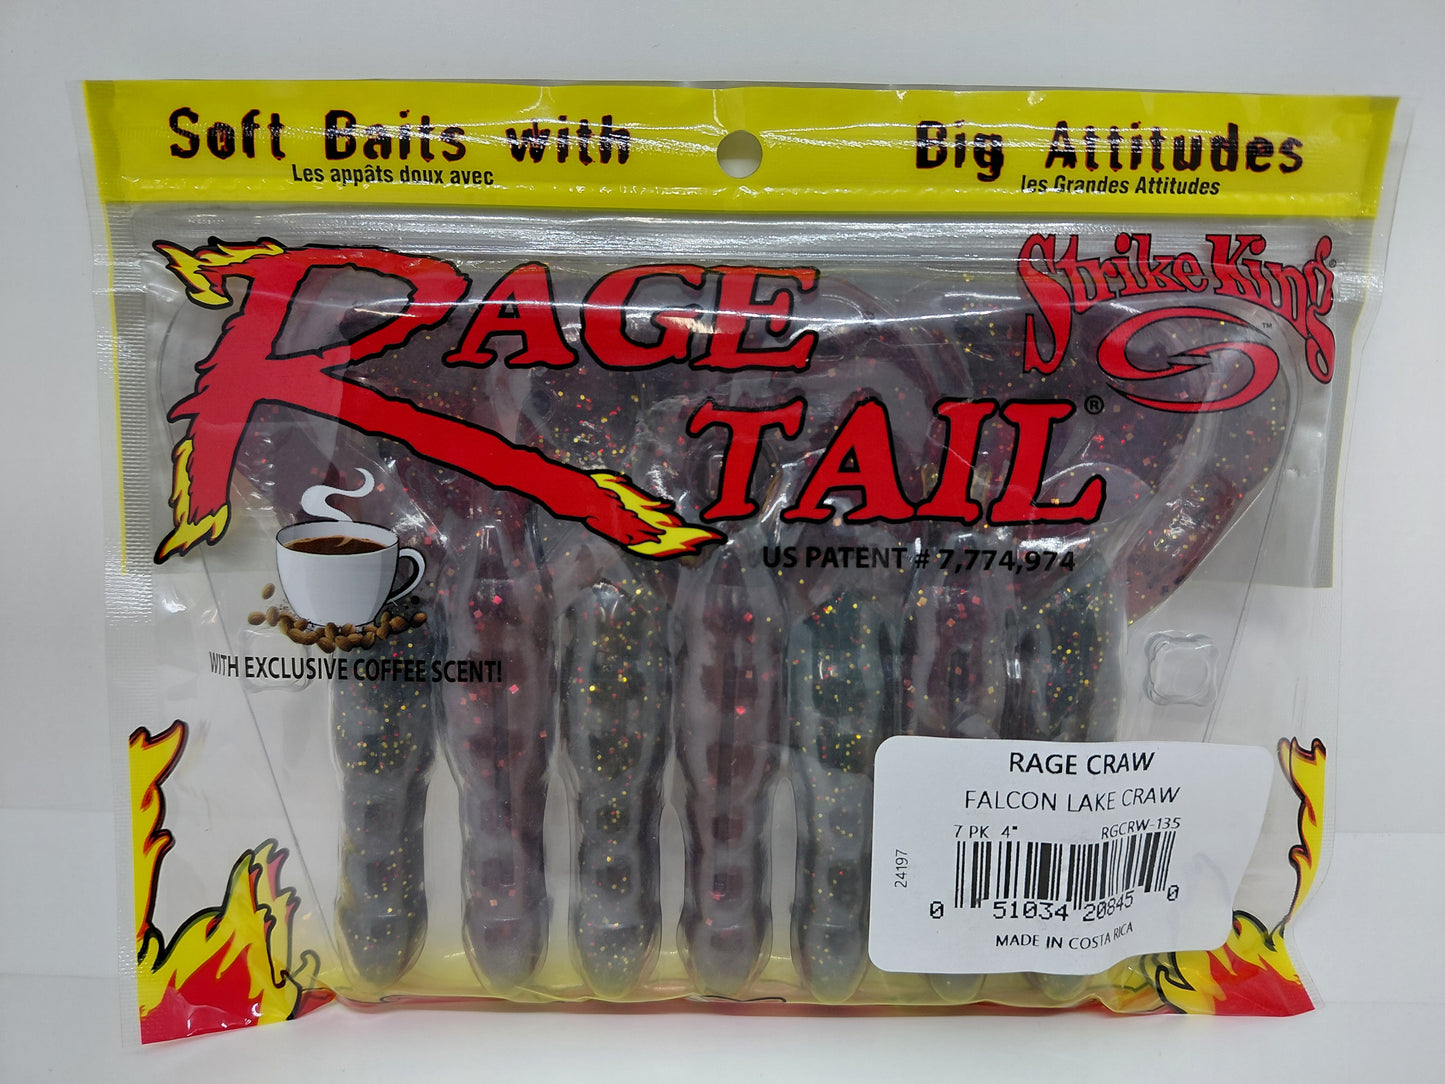 Soft Baits with Big Attitudes
Les appâts doux avec les Grandes Attitudes
RAGE
TAIL®
Strike King®
™
US PATENT # 7,774,974
WITH EXCLUSIVE COFFEE SCENT!
RAGE CRAW
FALCON LAKE CRAW
7 PK 4" RGCRW-135
24197
0 51034 20845 0
MADE IN COSTA RICA